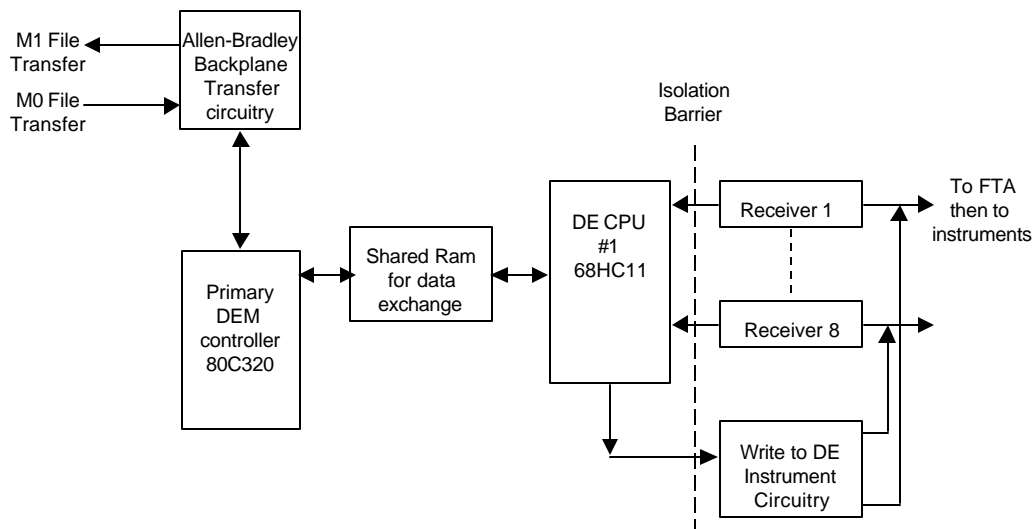 M1 File
Transfer
M0 File
Transfer
Allen-Bradley
Backplane
Transfer
circuitry
Isolation
Barrier
Primary
DEM
controller
80C320
Shared Ram
for data
exchange
DE CPU
#1
68HC11
Receiver 1
Receiver 8
To FTA
then to
instruments
Write to DE
Instrument
Circuitry